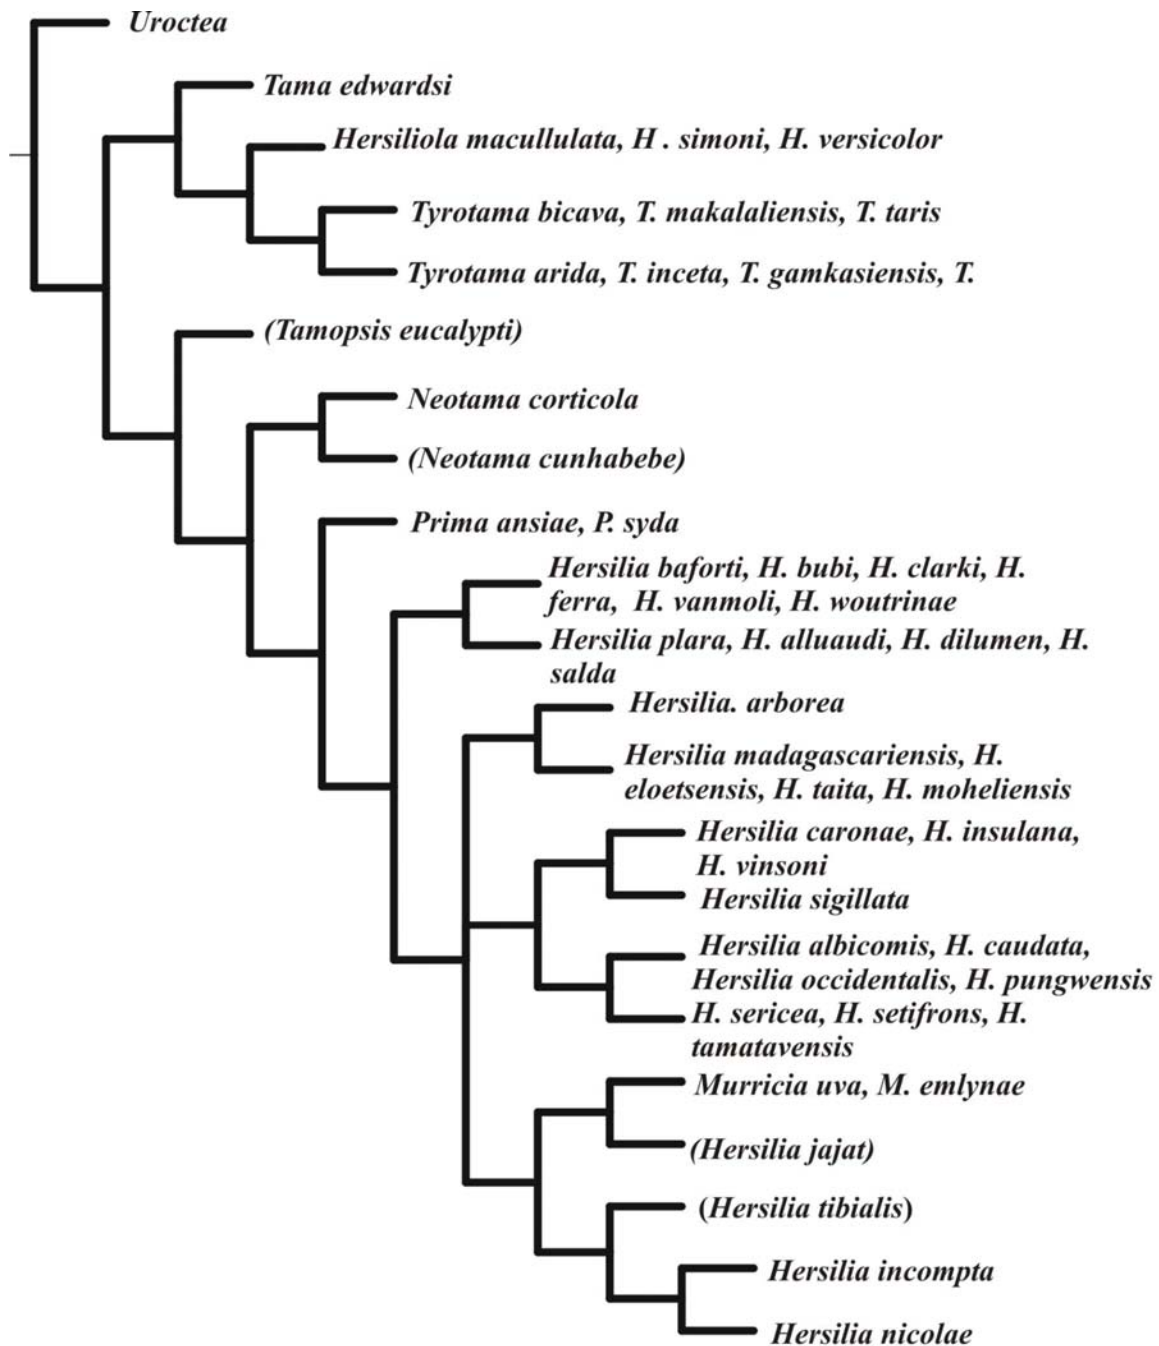 Uroctea
Tama edwardsi
Hersiliola macullulata, H . simoni, H. versicolor
Tyrotama bicava, T. makalaliensis, T. taris
Tyrotama arida, T. inceta, T. gamkasiensis, T.
(Tamopsis eucalypti)
Neotama corticola
(Neotama cunhabebe)
Prima ansiae, P. syda
Hersilia baforti, H. bubi, H. clarki, H.
ferra, H. vanmoli, H. woutrinae
Hersilia plara, H. alluaudi, H. dilumen, H.
salda
Hersilia. arborea
Hersilia madagascariensis, H.
eloetsensis, H. taita, H. moheliensis
Hersilia caronae, H. insulana,
H. vinsoni
Hersilia sigillata
Hersilia albicomis, H. caudata,
Hersilia occidentalis, H. pungwensis
H. sericea, H. setifrons, H.
tamatavensis
Murricia uva, M. emlynae
(Hersilia jajat)
(Hersilia tibialis)
Hersilia incompta
Hersilia nicolae